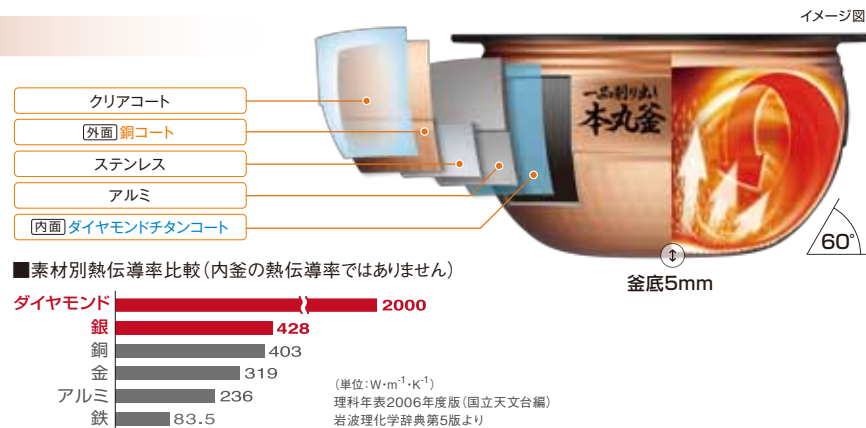 イメージ図
クリアコート
外面 銅コート
ステンレス
アルミ
内面 ダイヤモンドチタンコート
一品削り出し
本丸釜
60°
釜底5mm
■素材別熱伝導率比較(内釜の熱伝導率ではありません)
ダイヤモンド 2000
銀 428
銅 403
金 319
アルミ 236
鉄 83.5
(単位:W・m⁻¹・K⁻¹)
理科年表2006年度版(国立天文台編)
岩波理化学辞典第5版より